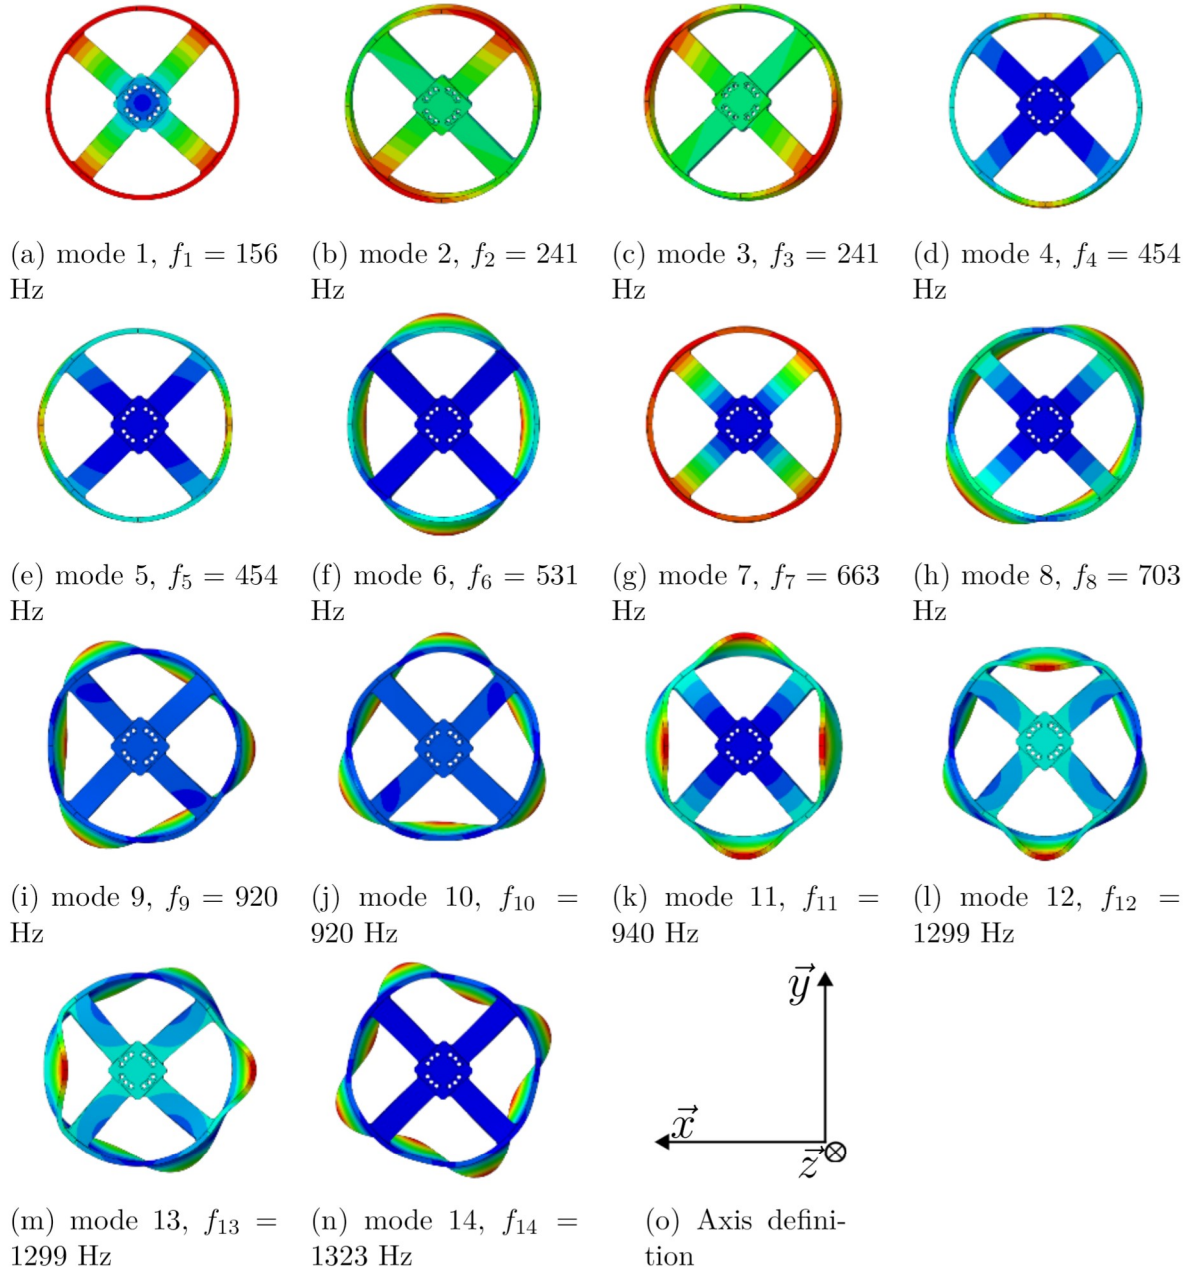 (a) mode 1, f₁ = 156 Hz
(b) mode 2, f₂ = 241 Hz
(c) mode 3, f₃ = 241 Hz
(d) mode 4, f₄ = 454 Hz
(e) mode 5, f₅ = 454 Hz
(f) mode 6, f₆ = 531 Hz
(g) mode 7, f₇ = 663 Hz
(h) mode 8, f₈ = 703 Hz
(i) mode 9, f₉ = 920 Hz
(j) mode 10, f₁₀ = 920 Hz
(k) mode 11, f₁₁ = 940 Hz
(l) mode 12, f₁₂ = 1299 Hz
y⃗
x⃗
z⃗
(m) mode 13, f₁₃ = 1299 Hz
(n) mode 14, f₁₄ = 1323 Hz
(o) Axis defini-
tion